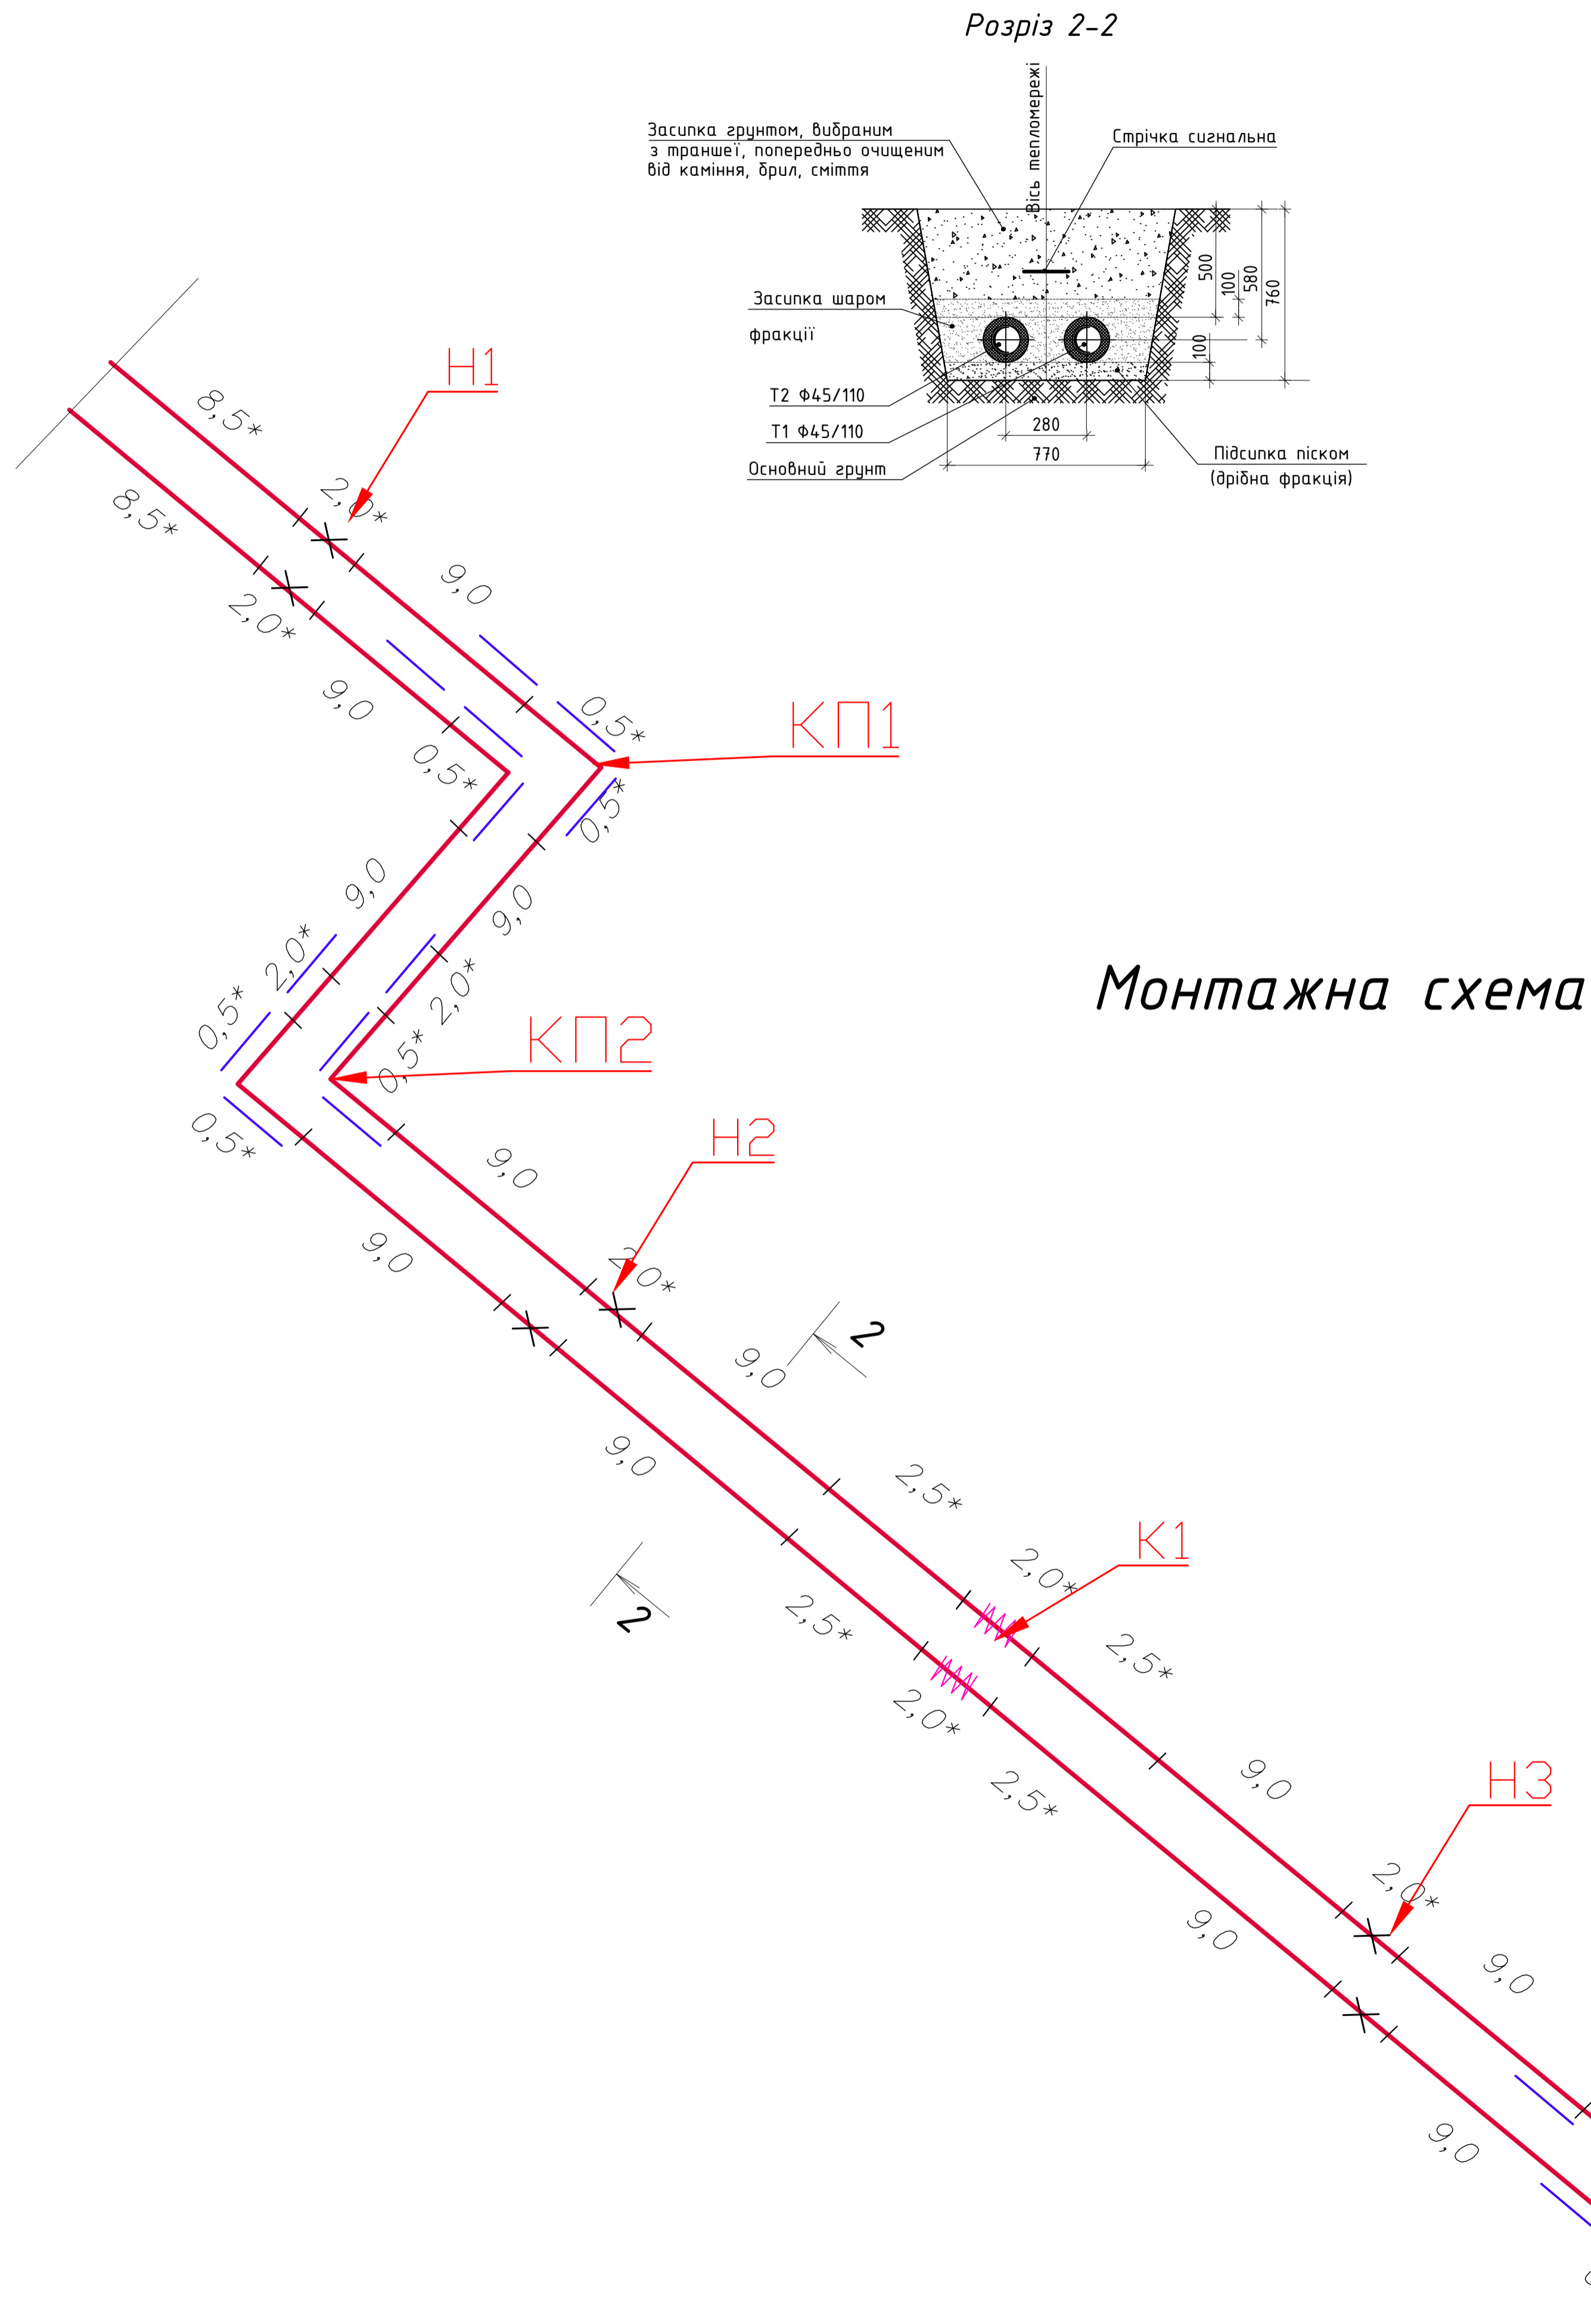 Розріз 2-2
Вісь тепломережі
Засипка грунтом, вибраним
з траншеї, попередньо очищеним
від каміння, брил, сміття
Стрічка сигнальна
Засипка шаром
фракції
500
100
580
760
100
Т2 Ф45/110
Т1 Ф45/110
Основний грунт
280
770
Підсипка піском
(дрібна фракція)
Н1
8,5*
2,0*
8,5*
9,0
2,0*
9,0
0,5*
КП1
0,5*
0,5*
9,0
9,0
2,0*
2,0*
0,5*
Монтажна схема
КП2
0,5*
0,5*
Н2
9,0
9,0
2,0*
2
9,0
9,0
2,5*
2
К1
2,0*
2,5*
2,5*
2,0*
2,5*
9,0
Н3
2,0*
9,0
9,0
9,0